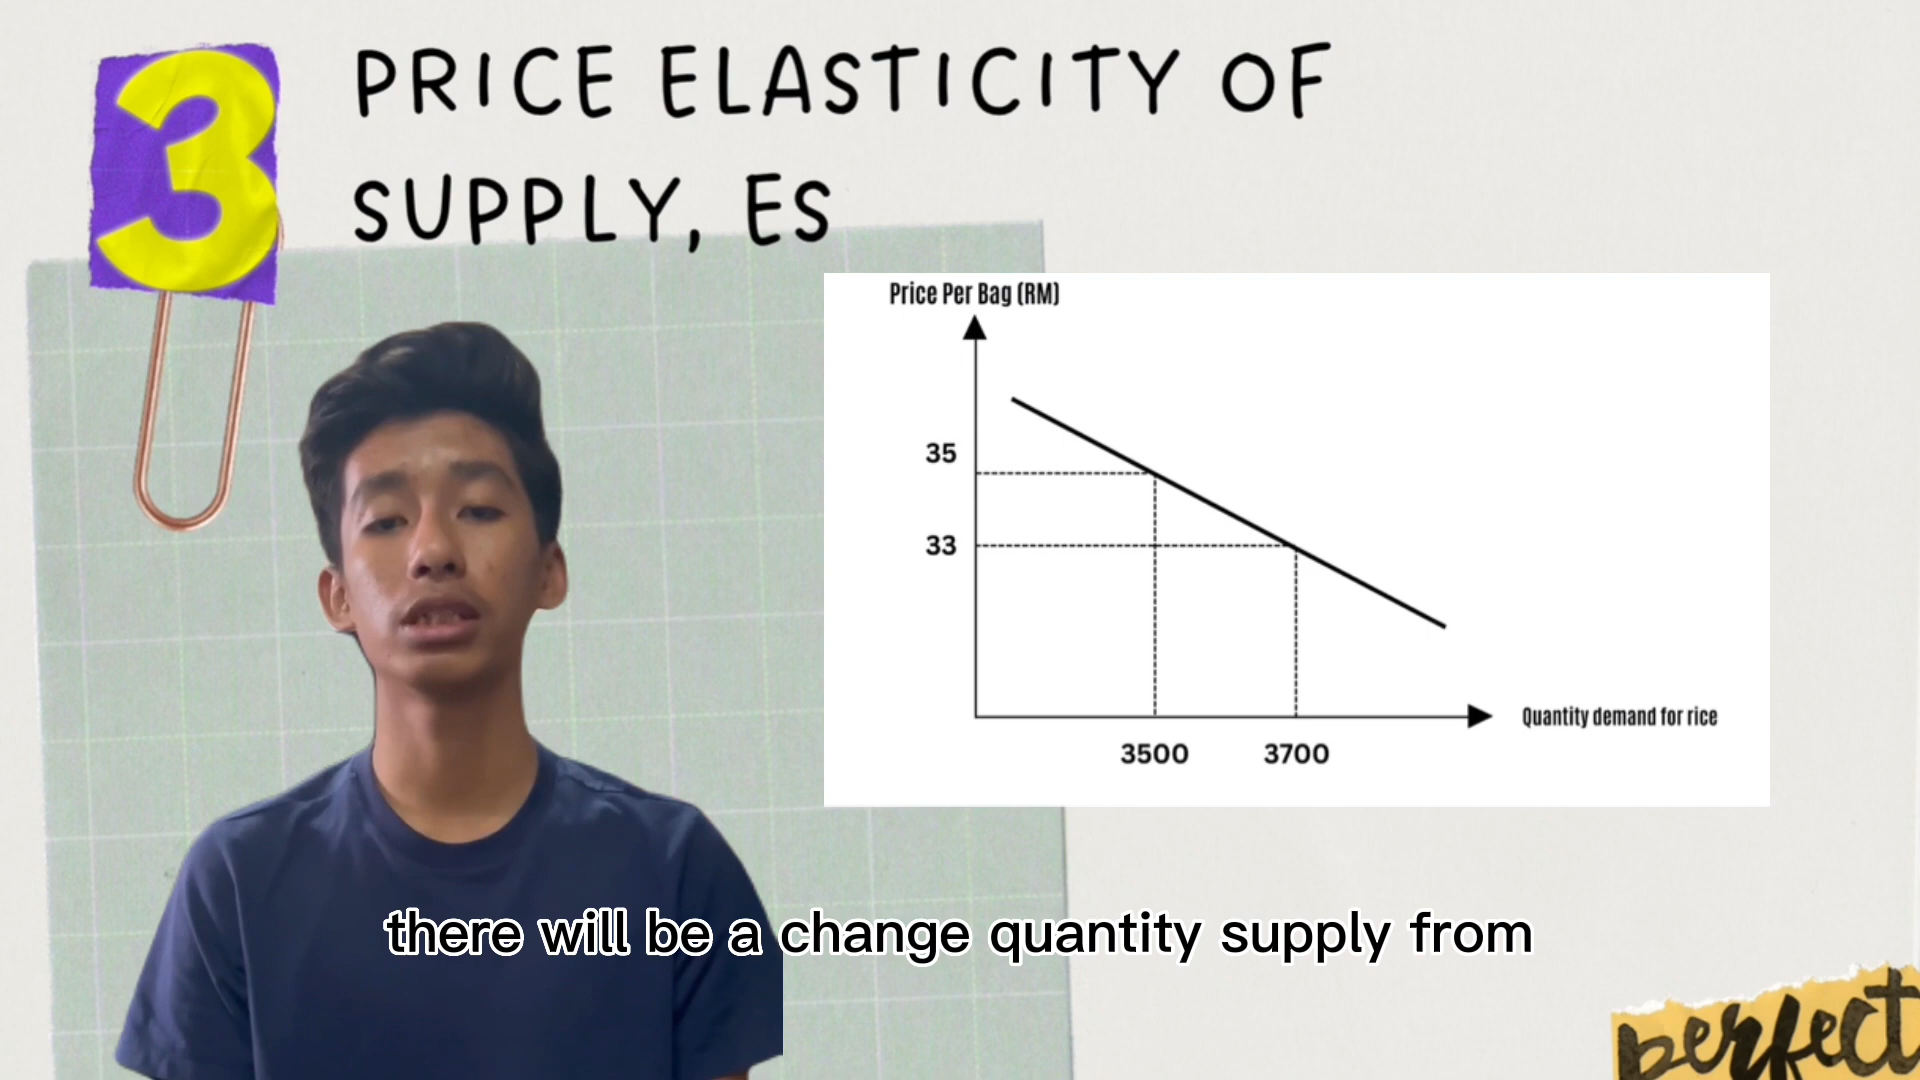 3
PRICE ELASTICITY OF
SUPPLY, ES
Price Per Bag (RM)
35
33
Quantity demand for rice
3500
3700
there will be a change quantity supply from
perfect